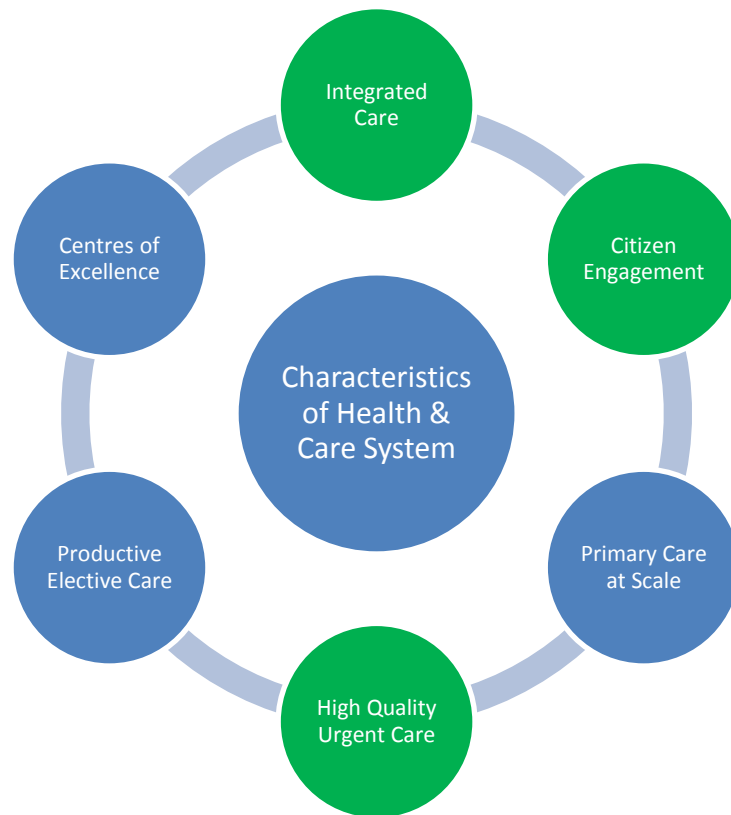 Integrated
Care
Citizen
Engagement
Primary Care
at Scale
High Quality
Urgent Care
Productive
Elective Care
Centres of
Excellence
Characteristics
of Health &
Care System